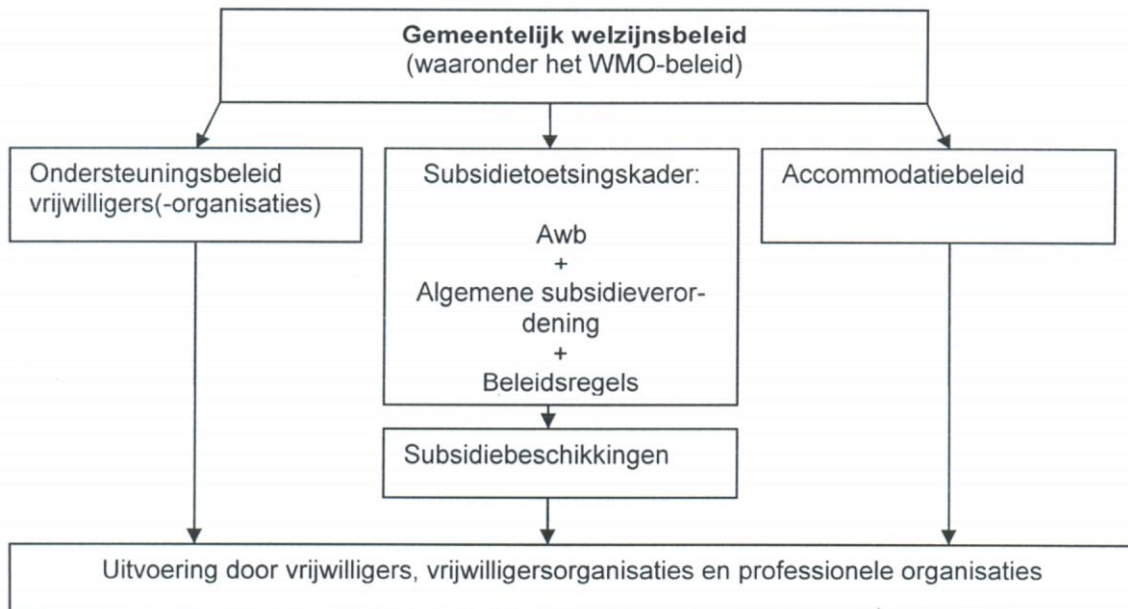 Gemeentelijk welzijnsbeleid
(waaronder het WMO-beleid)
Ondersteuningsbeleid
vrijwilligers(-organisaties)
Subsidietoetsingskader:
Awb
+
Algemene subsidieveror-
dening
+
Beleidsregels
Accommodatiebeleid
Subsidiebeschikkingen
Uitvoering door vrijwilligers, vrijwilligersorganisaties en professionele organisaties